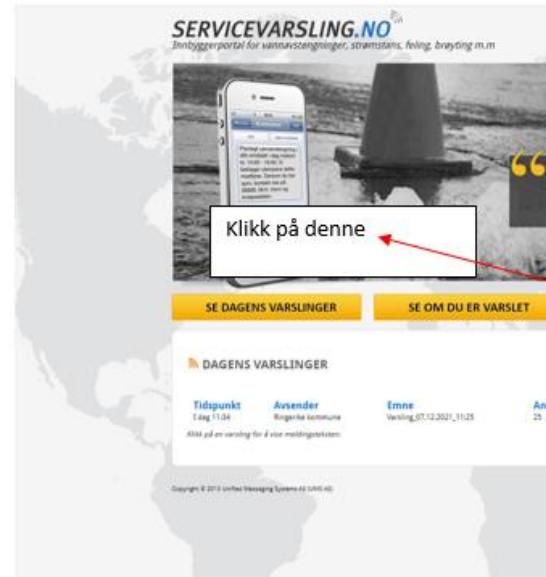 SERVICEVARSLING.NO
Innbyggerportal for vannavstengninger, strømstans, feling, brøyting m.m
Klikk på denne
SE DAGENS VARSLINGER
SE OM DU ER VARSLET
DAGENS VARSLINGER
Tidspunkt Avsender Emne An
I dag 11:04 Ringerike kommune Varsling_07.12.2021_11:25 25
Klikk på en varsling for å vise meldingsteksten:
Copyright © 2013 Unified Messaging Systems AS (UMS AS)